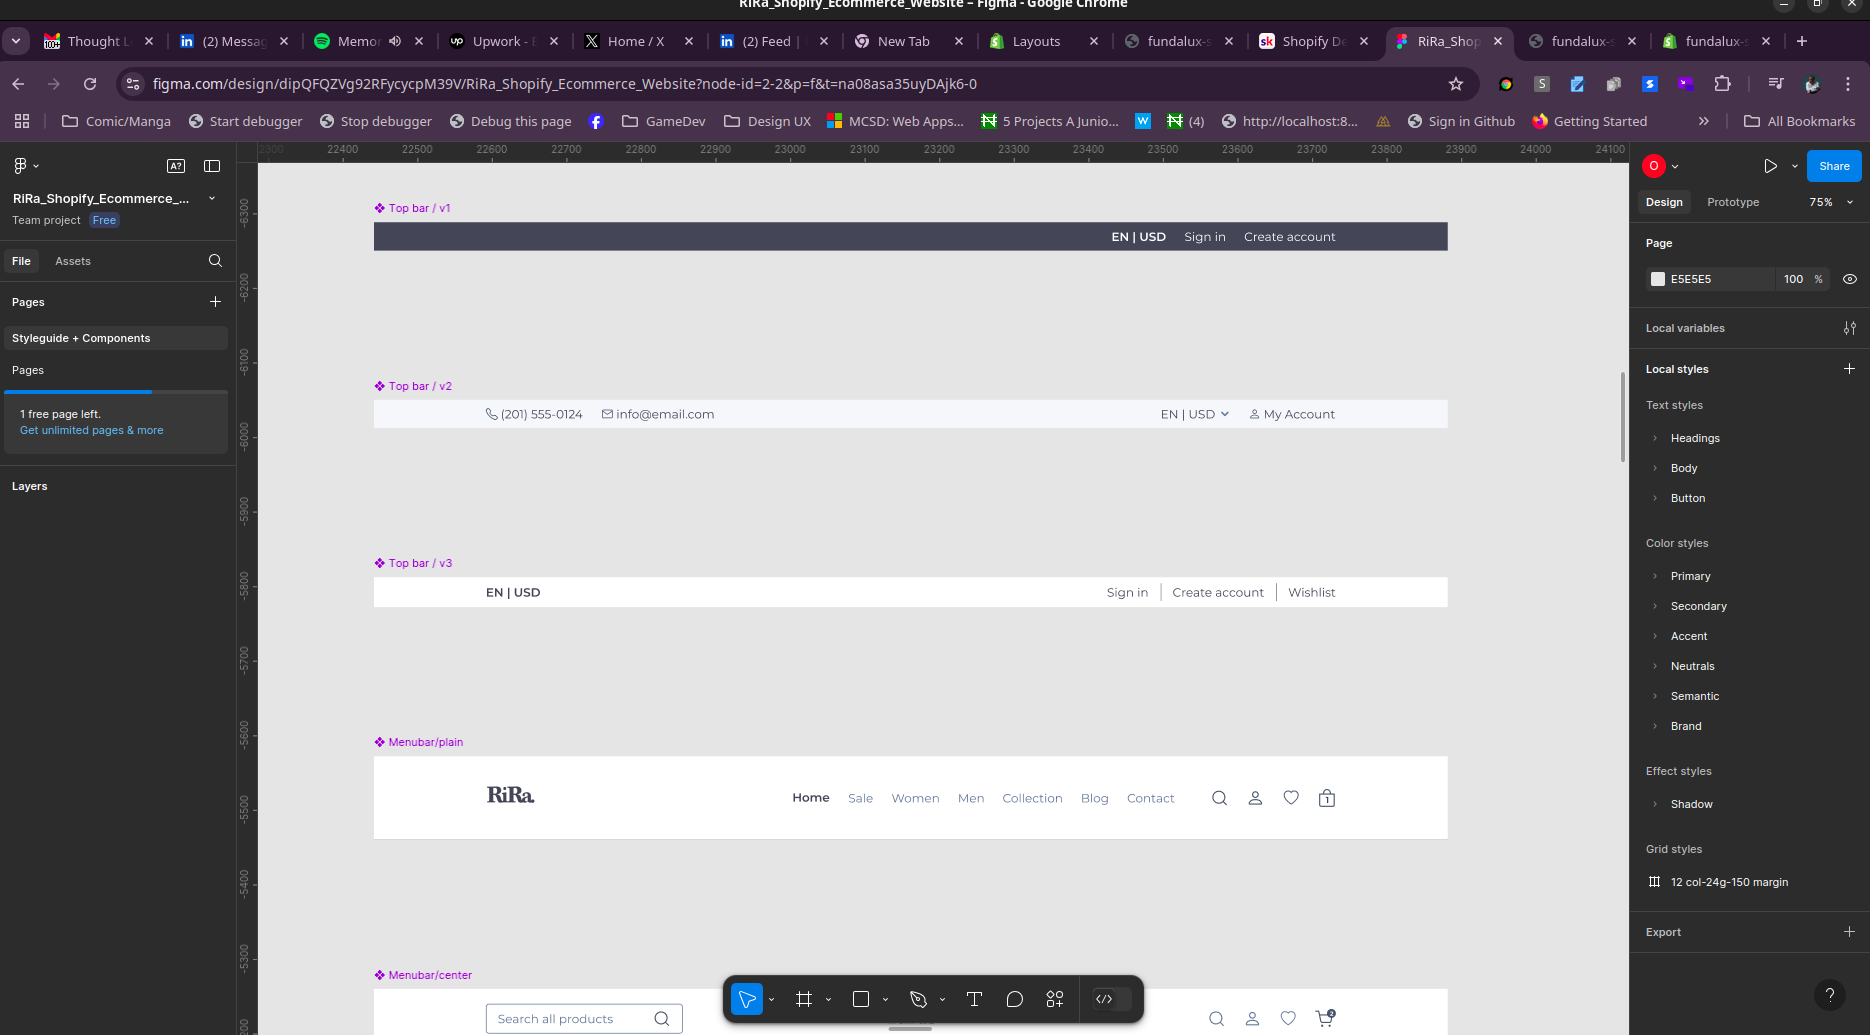 RiRa_Shopify_Ecommerce_Website – Figma - Google Chrome
100+ Thought L
(2) Messag
Memor
Upwork - E
Home / X
(2) Feed |
New Tab
Layouts
fundalux-s
Shopify De
RiRa_Shop
fundalux-s
fundalux-s
figma.com/design/dipQFQZVg92RFycycpM39V/RiRa_Shopify_Ecommerce_Website?node-id=2-2&p=f&t=na08asa35uyDAjk6-0
Comic/Manga
Start debugger
Stop debugger
Debug this page
GameDev
Design UX
MCSD: Web Apps...
5 Projects A Junio...
W
(4)
http://localhost:8...
Sign in Github
Getting Started
All Bookmarks
RiRa_Shopify_Ecommerce_...
Team project Free
File Assets
Pages
Styleguide + Components
Pages
1 free page left.
Get unlimited pages & more
Layers
2300 22400 22500 22600 22700 22800 22900 23000 23100 23200 23300 23400 23500 23600 23700 23800 23900 24000 24100
-6300
-6200
-6100
-6000
-5900
-5800
-5700
-5600
-5500
-5400
-5300
Top bar / v1
EN | USD Sign in Create account
Top bar / v2
(201) 555-0124 info@email.com EN | USD My Account
Top bar / v3
EN | USD Sign in Create account Wishlist
Menubar/plain
RiRa. Home Sale Women Men Collection Blog Contact 1
Menubar/center
Search all products
O Share
Design Prototype 75%
Page
E5E5E5 100 %
Local variables
Local styles
Text styles
Headings
Body
Button
Color styles
Primary
Secondary
Accent
Neutrals
Semantic
Brand
Effect styles
Shadow
Grid styles
12 col-24g-150 margin
Export
?